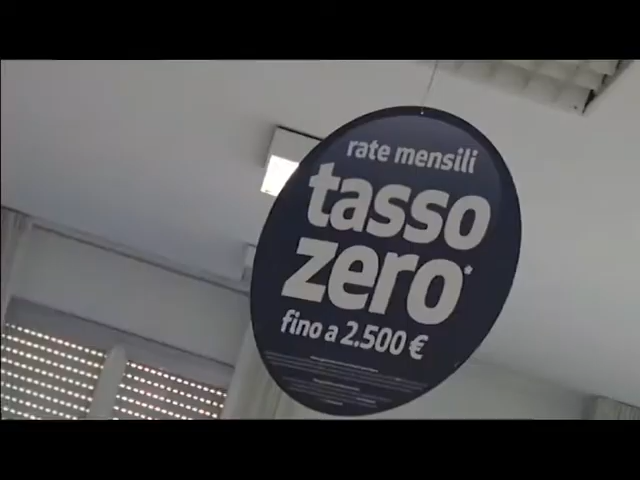 rate mensili
tasso
zero*
fino a 2.500 €